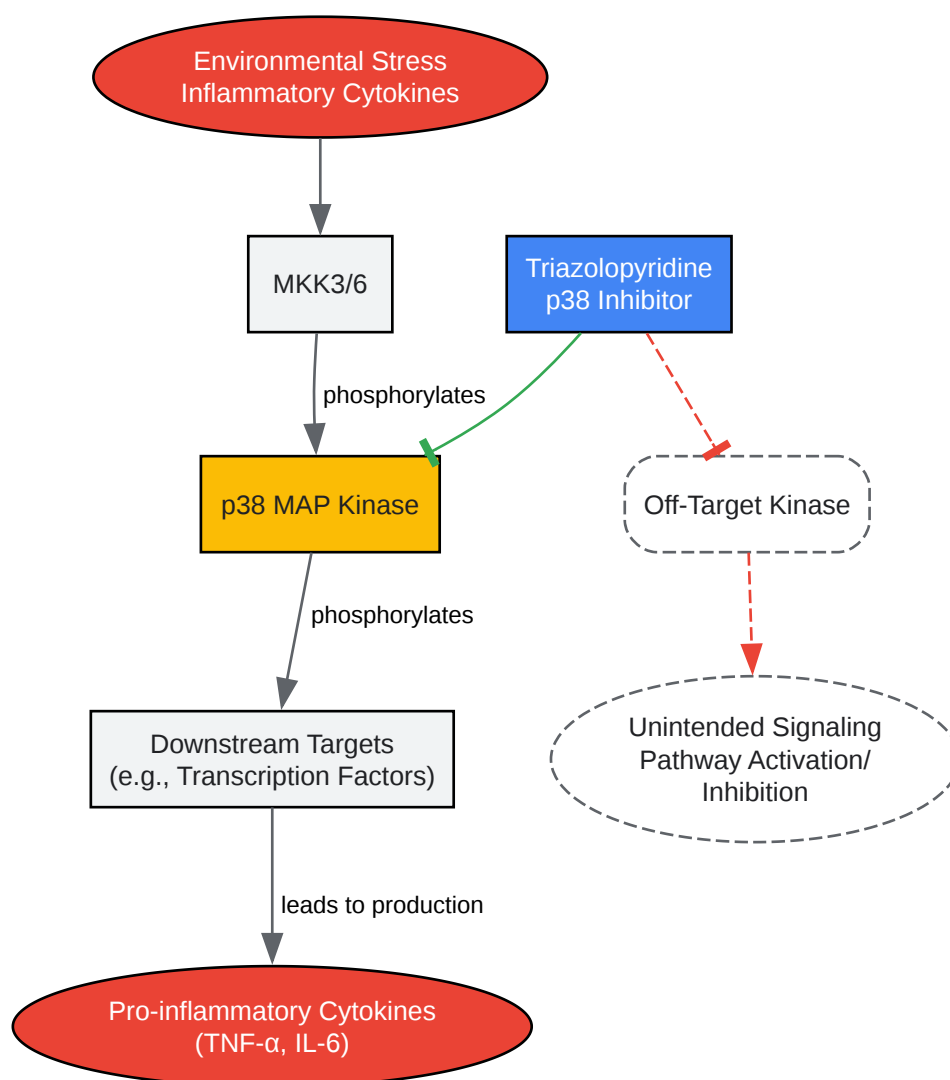 Environmental Stress
Inflammatory Cytokines
MKK3/6
Triazolopyridine
p38 Inhibitor
phosphorylates
p38 MAP Kinase
Off-Target Kinase
phosphorylates
Downstream Targets
(e.g., Transcription Factors)
Unintended Signaling
Pathway Activation/
Inhibition
leads to production
Pro-inflammatory Cytokines
(TNF-α, IL-6)